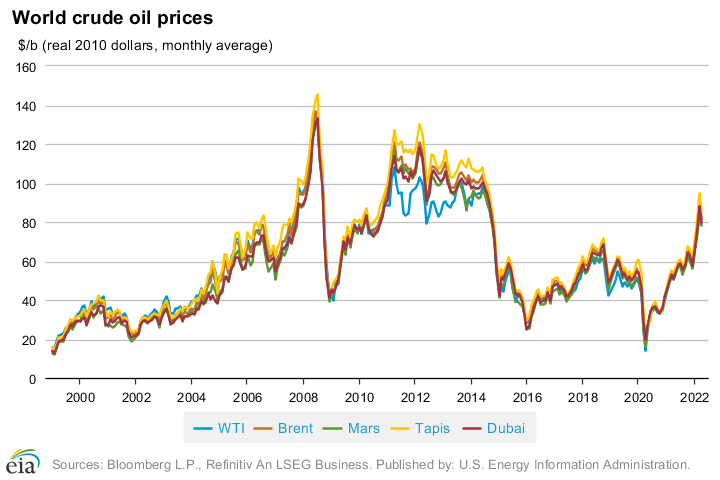 World crude oil prices
$/b (real 2010 dollars, monthly average)
160
140
120
100
80
60
40
20
0
2000 2002 2004 2006 2008 2010 2012 2014 2016 2018 2020 2022
WTI Brent Mars Tapis Dubai
eia Sources: Bloomberg L.P., Refinitiv An LSEG Business. Published by: U.S. Energy Information Administration.